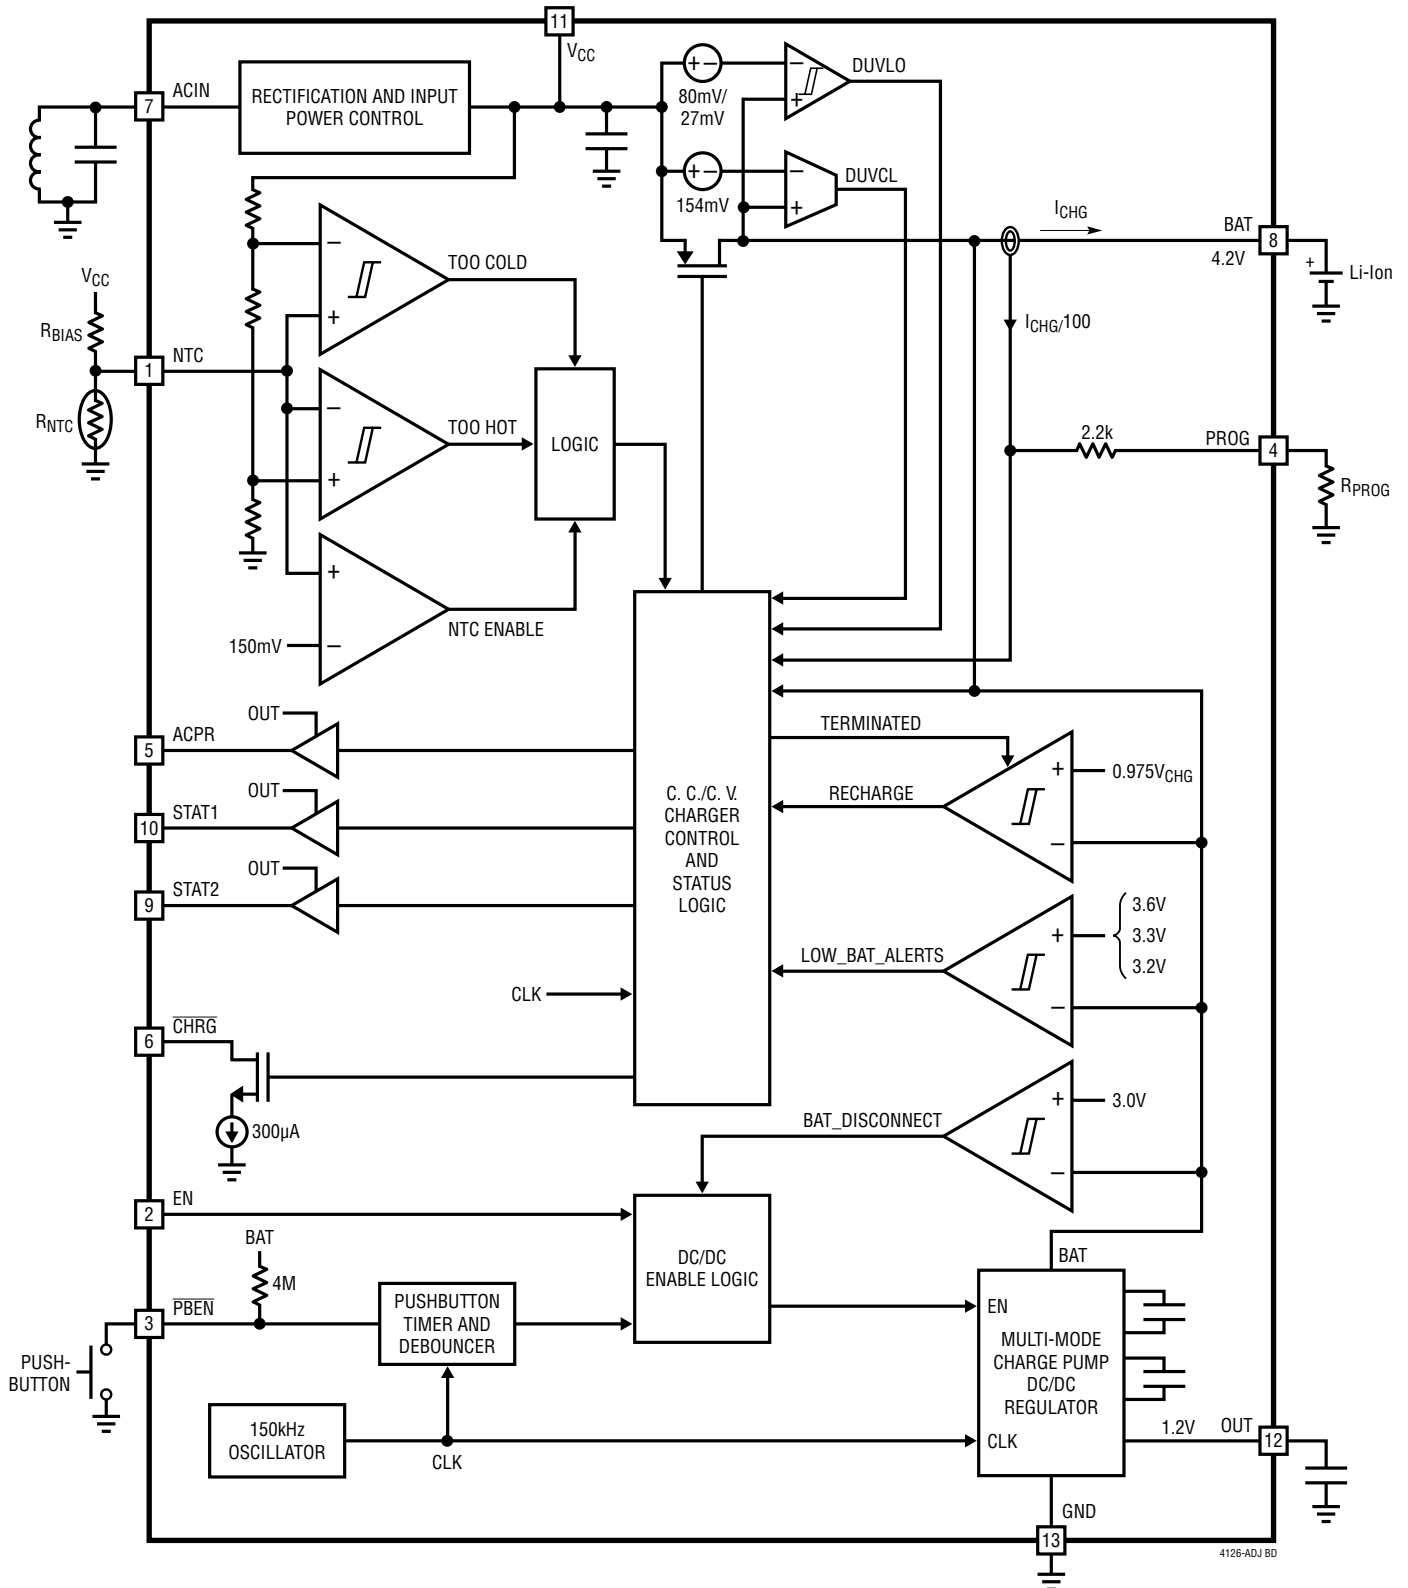 11
VCC
7
ACIN
RECTIFICATION AND INPUT
POWER CONTROL
+ –
80mV/
27mV
–
+
DUVLO
+ –
154mV
–
+
DUVCL
ICHG
BAT
8
4.2V
+
Li-Ion
ICHG/100
2.2k
PROG
4
RPROG
VCC
RBIAS
1
NTC
RNTC
–
+
TOO COLD
–
+
TOO HOT
LOGIC
+
–
150mV
NTC ENABLE
OUT
5
ACPR
OUT
10
STAT1
OUT
9
STAT2
C. C./C. V.
CHARGER
CONTROL
AND
STATUS
LOGIC
TERMINATED
RECHARGE
+
–
0.975VCHG
LOW_BAT_ALERTS
+
–
3.6V
3.3V
3.2V
CLK
6
CHRG
300µA
BAT_DISCONNECT
+
–
3.0V
2
EN
BAT
4M
3
PBEN
PUSH-
BUTTON
PUSHBUTTON
TIMER AND
DEBOUNCER
DC/DC
ENABLE LOGIC
BAT
EN
MULTI-MODE
CHARGE PUMP
DC/DC
REGULATOR
CLK
150kHz
OSCILLATOR
CLK
1.2V
OUT
12
GND
13
4126-ADJ BD